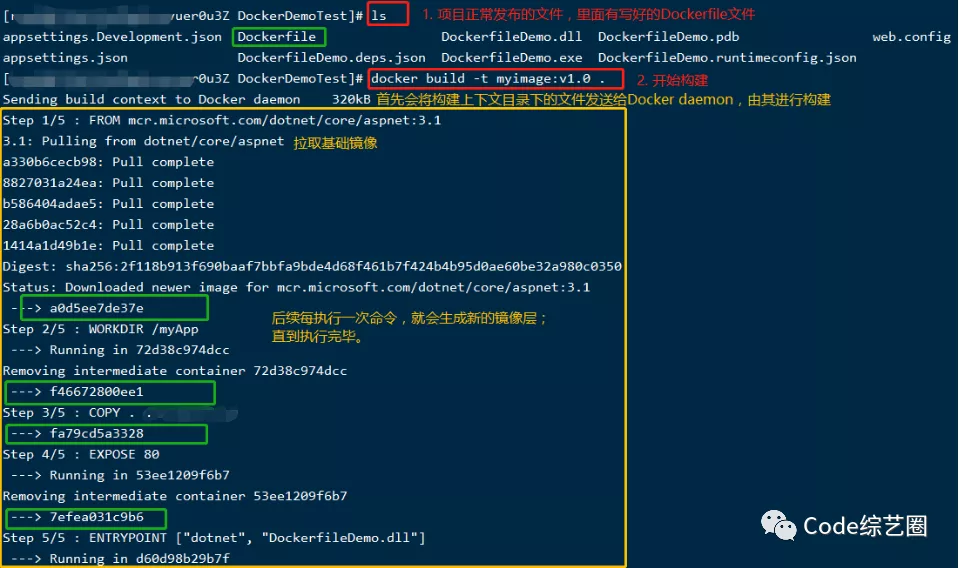 DockerDemoTest]# ls 1. 项目正常发布的文件，里面有写好的Dockerfile文件
appsettings.Development.json Dockerfile DockerfileDemo.dll DockerfileDemo.pdb web.config
appsettings.json DockerfileDemo.deps.json DockerfileDemo.exe DockerfileDemo.runtimeconfig.json
r0u3Z DockerDemoTest]# docker build -t myimage:v1.0 . 2. 开始构建
Sending build context to Docker daemon 320kB 首先会将构建上下文目录下的文件发送给Docker daemon，由其进行构建
Step 1/5 : FROM mcr.microsoft.com/dotnet/core/aspnet:3.1
3.1: Pulling from dotnet/core/aspnet 拉取基础镜像
a330b6cecb98: Pull complete
8827031a24ea: Pull complete
b586404adae5: Pull complete
28a6b0ac52c4: Pull complete
1414a1d49b1e: Pull complete
Digest: sha256:2f118b913f690baaf7bbfa9bde4d68f461b7f424b4b95d0ae60be32a980c0350
Status: Downloaded newer image for mcr.microsoft.com/dotnet/core/aspnet:3.1
---> a0d5ee7de37e
后续每执行一次命令，就会生成新的镜像层；
直到执行完毕。
Step 2/5 : WORKDIR /myApp
---> Running in 72d38c974dcc
Removing intermediate container 72d38c974dcc
---> f46672800ee1
Step 3/5 : COPY . .
---> fa79cd5a3328
Step 4/5 : EXPOSE 80
---> Running in 53ee1209f6b7
Removing intermediate container 53ee1209f6b7
---> 7efea031c9b6
Step 5/5 : ENTRYPOINT ["dotnet", "DockerfileDemo.dll"]
---> Running in d60d98b29b7f
Code综艺圈